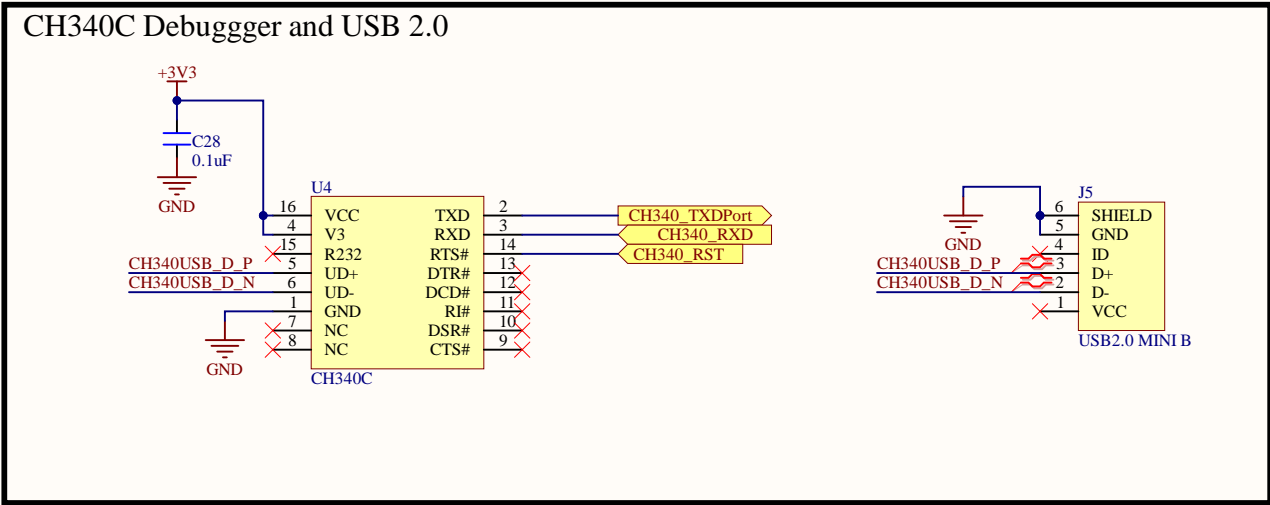 CH340C Debuggger and USB 2.0
+3V3
C28
0.1uF
GND
U4
16 VCC TXD 2
4 V3 RXD 3
15 R232 RTS# 14
5 UD+ DTR# 13
6 UD- DCD# 12
1 GND RI# 11
7 NC DSR# 10
8 NC CTS# 9
CH340C
CH340USB_D_P
CH340USB_D_N
GND
CH340_TXDPort
CH340_RXD
CH340_RST
J5
6 SHIELD
5 GND
4 ID
3 D+
2 D-
1 VCC
USB2.0 MINI B
GND
CH340USB_D_P
CH340USB_D_N